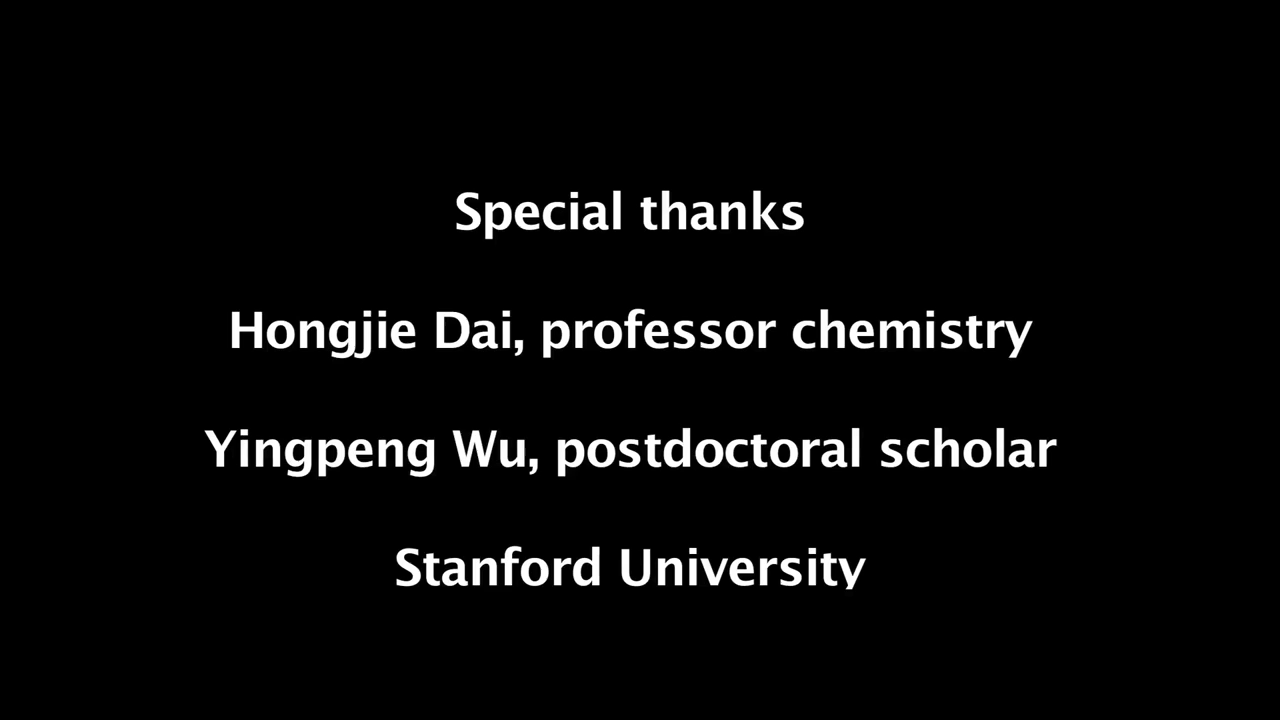 Special thanks
Hongjie Dai, professor chemistry
Yingpeng Wu, postdoctoral scholar
Stanford University